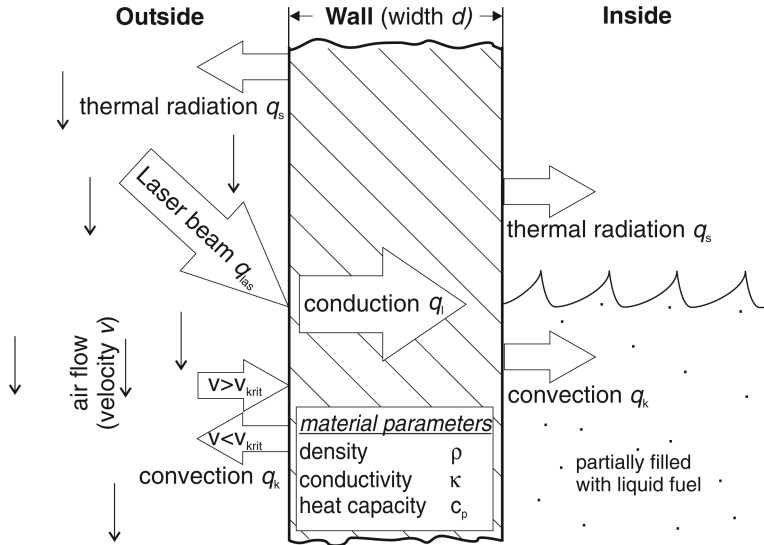 Outside
Wall (width d)
Inside
thermal radiation qs
Laser beam qlas
thermal radiation qs
conduction ql
air flow
(velocity v)
v>vkrit
convection qk
v<vkrit
convection qk
material parameters
density ρ
conductivity κ
heat capacity cp
partially filled
with liquid fuel